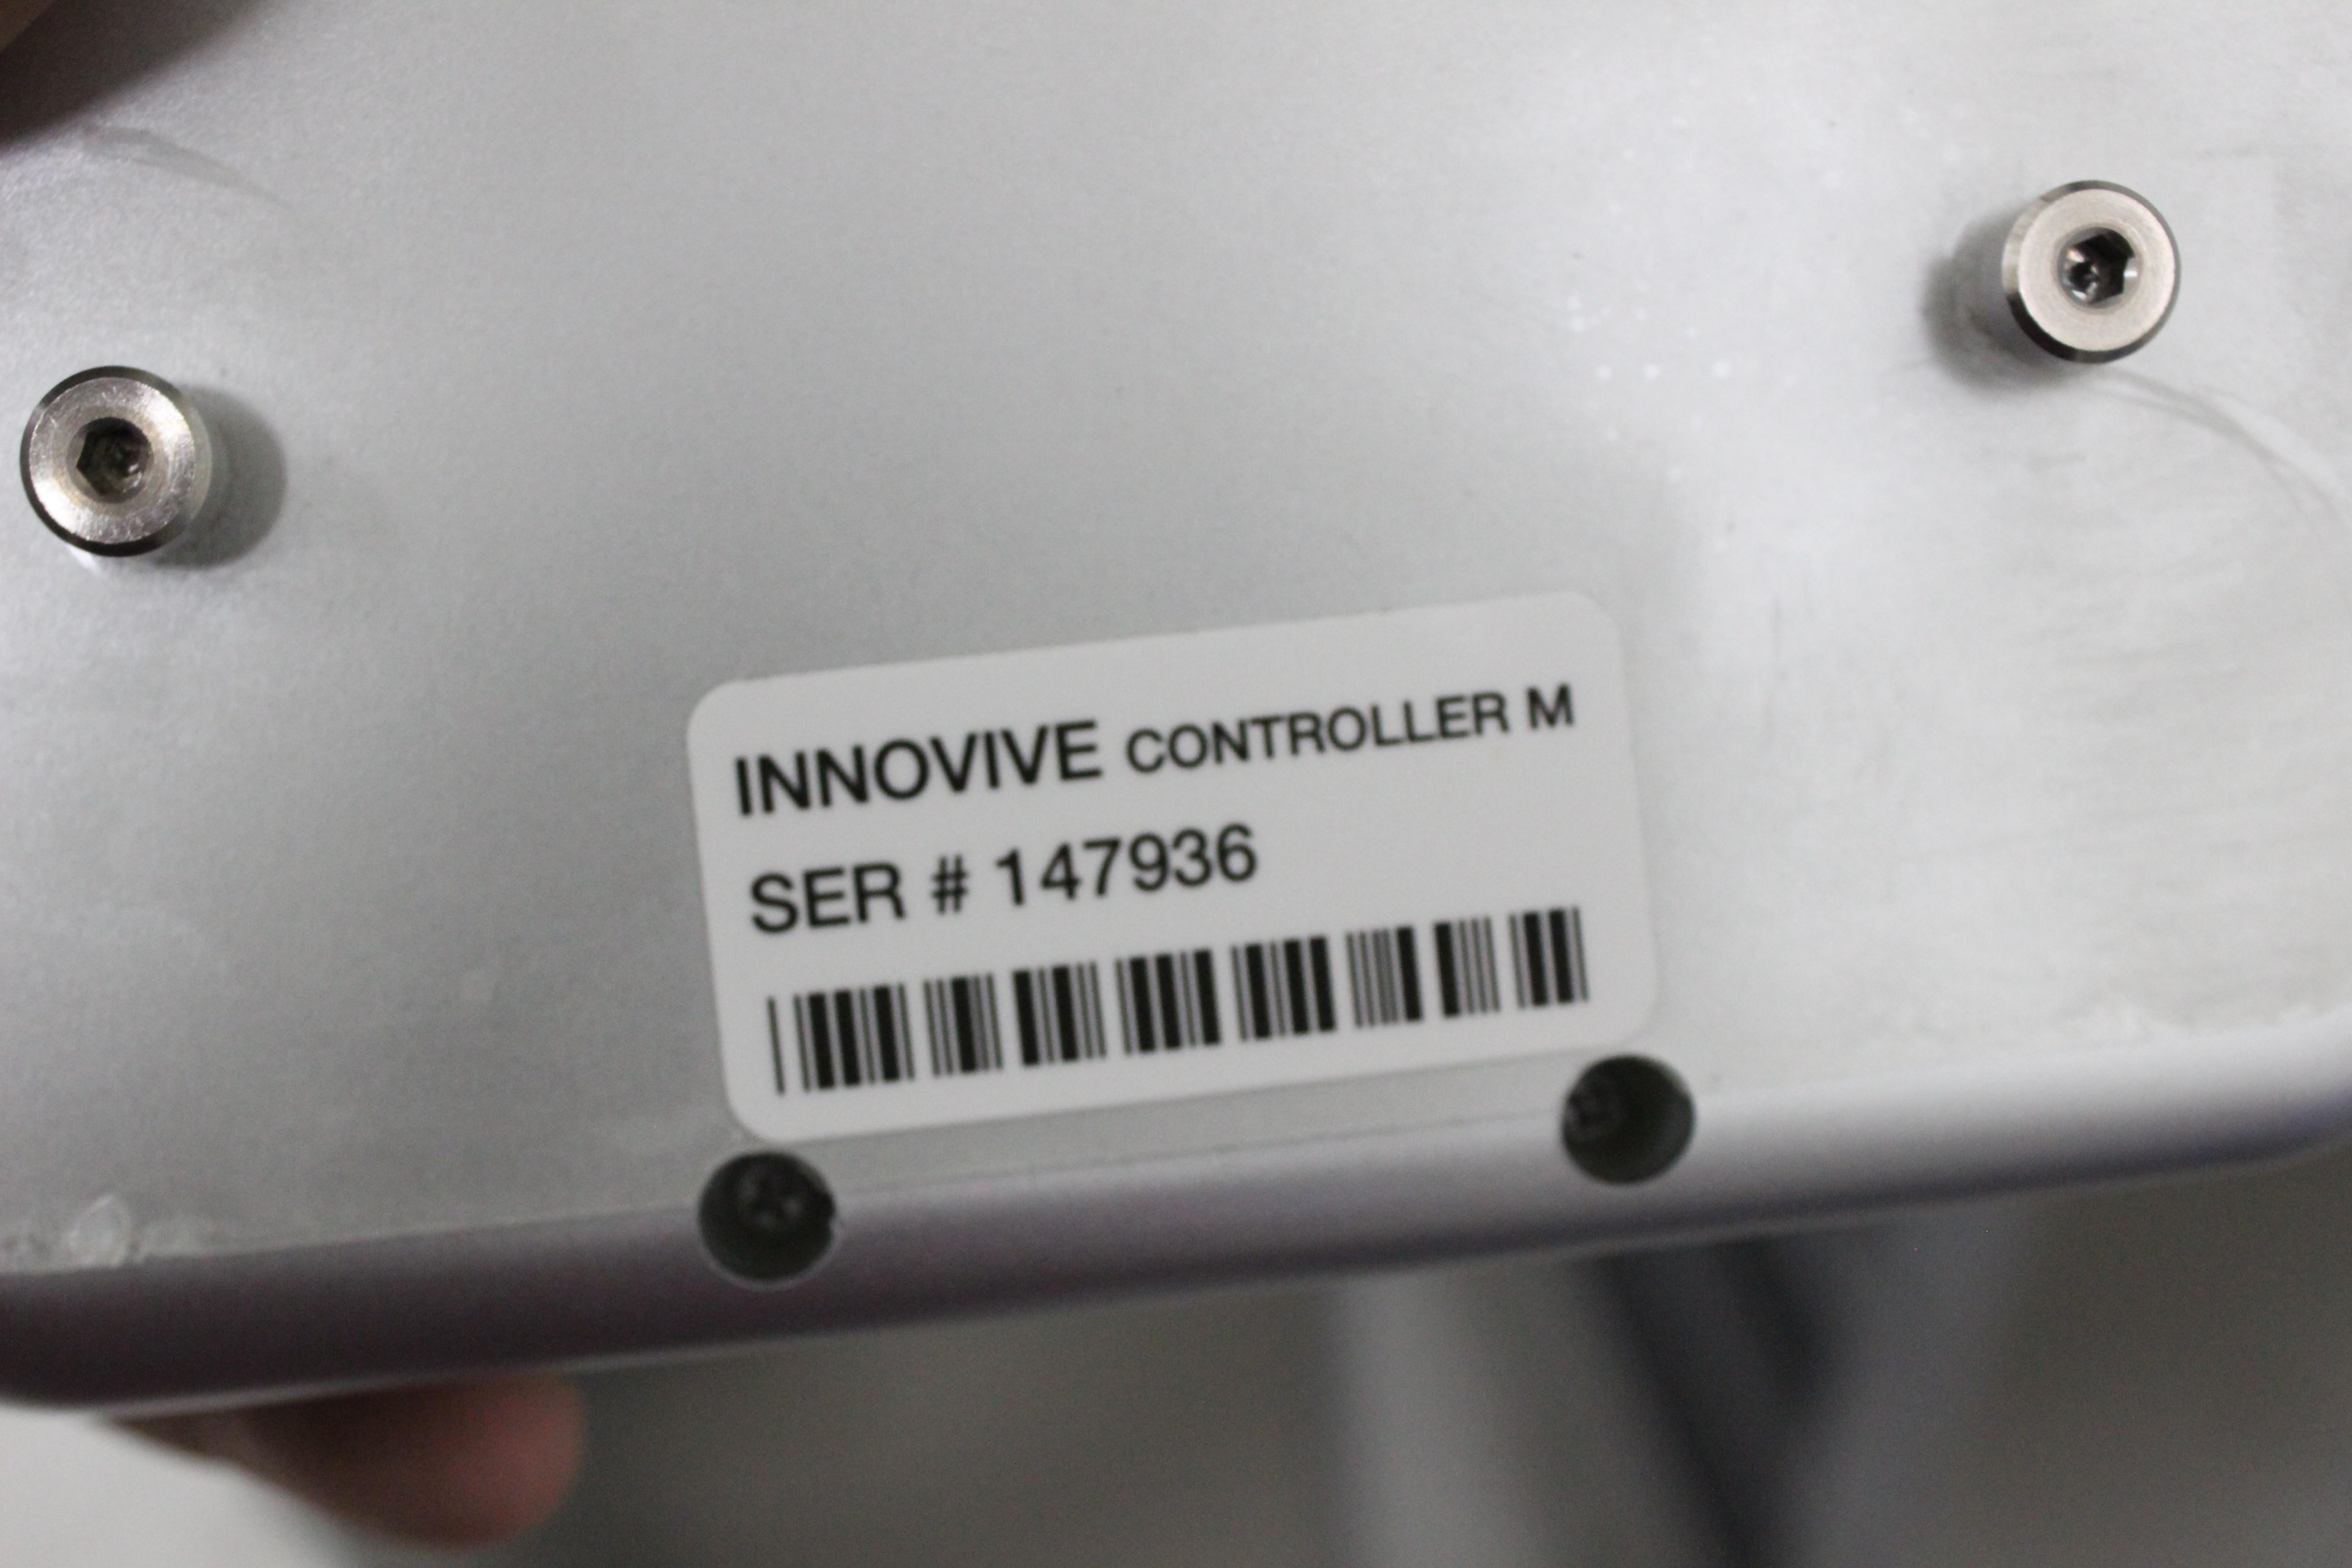 INNOVIVE CONTROLLER M
SER # 147936